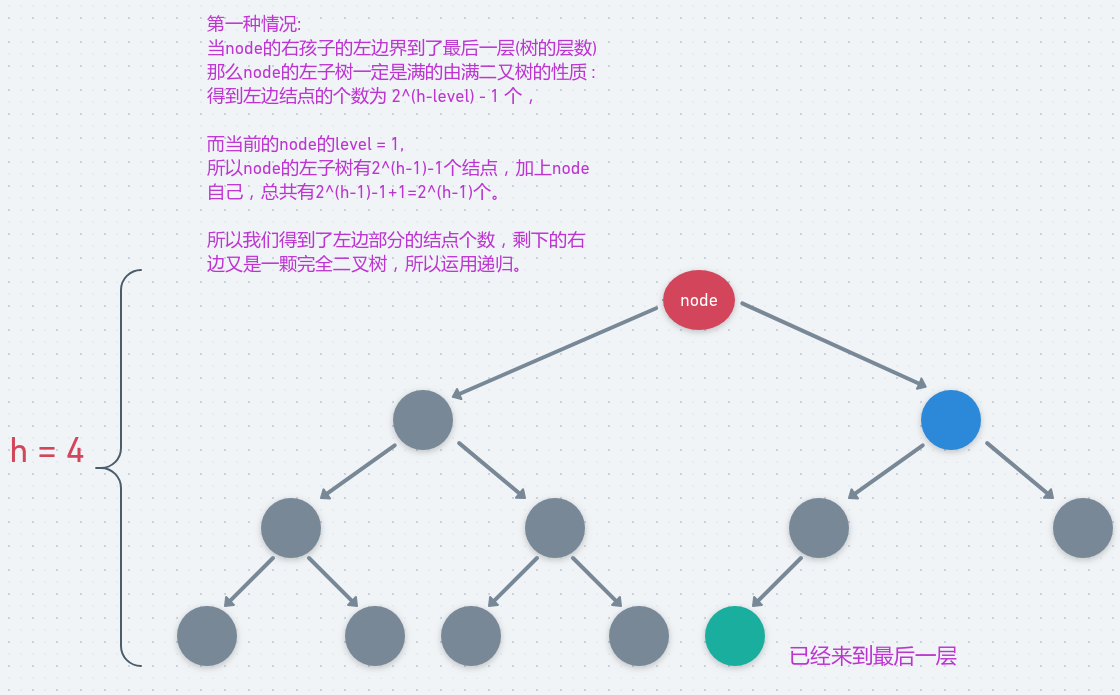 第一种情况:
当node的右孩子的左边界到了最后一层(树的层数)
那么node的左子树一定是满的由满二叉树的性质：
得到左边结点的个数为 2^(h-level) - 1 个，
而当前的node的level = 1,
所以node的左子树有2^(h-1)-1个结点，加上node
自己，总共有2^(h-1)-1+1=2^(h-1)个。
所以我们得到了左边部分的结点个数，剩下的右
边又是一颗完全二叉树，所以运用递归。
node
h = 4
已经来到最后一层